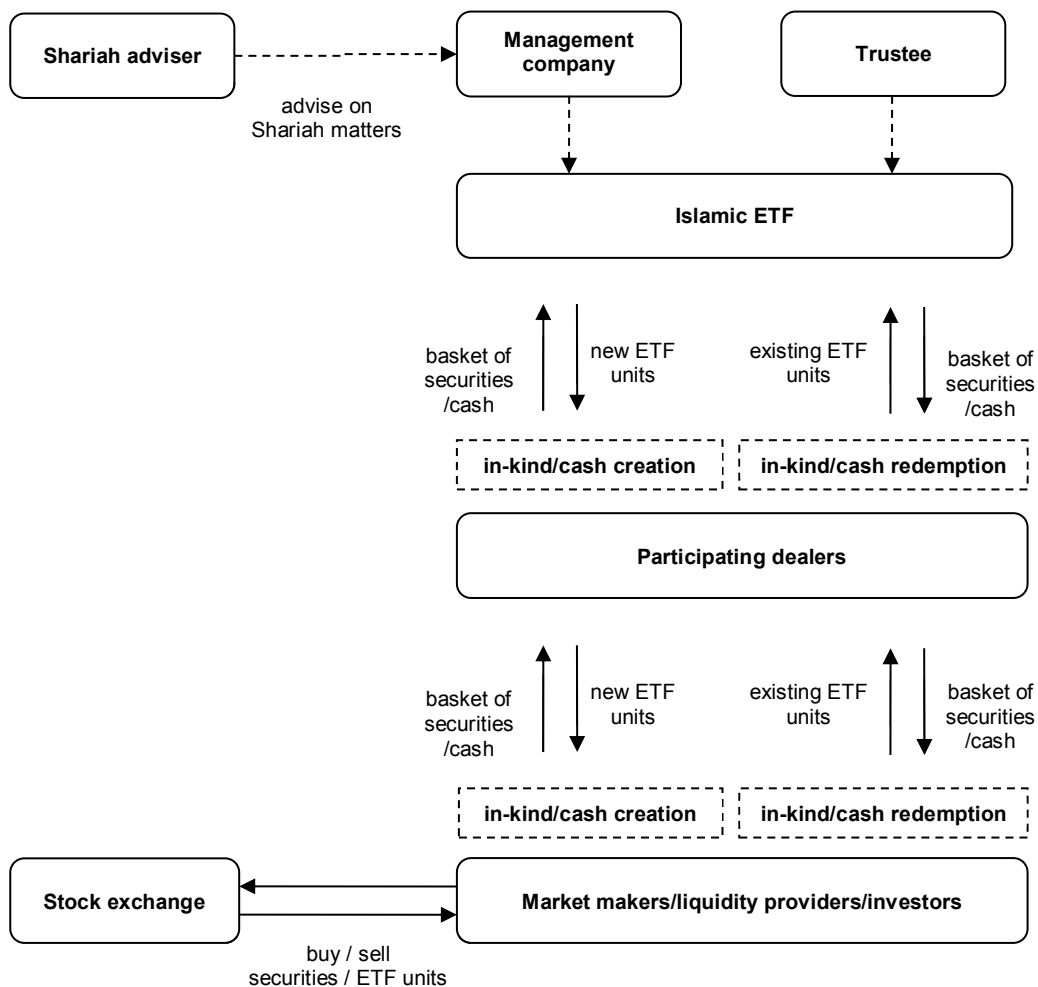 Shariah adviser
Management
company
Trustee
advise on
Shariah matters
Islamic ETF
basket of
securities
/cash
new ETF
units
existing ETF
units
basket of
securities
/cash
in-kind/cash creation
in-kind/cash redemption
Participating dealers
basket of
securities
/cash
new ETF
units
existing ETF
units
basket of
securities
/cash
in-kind/cash creation
in-kind/cash redemption
Stock exchange
Market makers/liquidity providers/investors
buy / sell
securities / ETF units